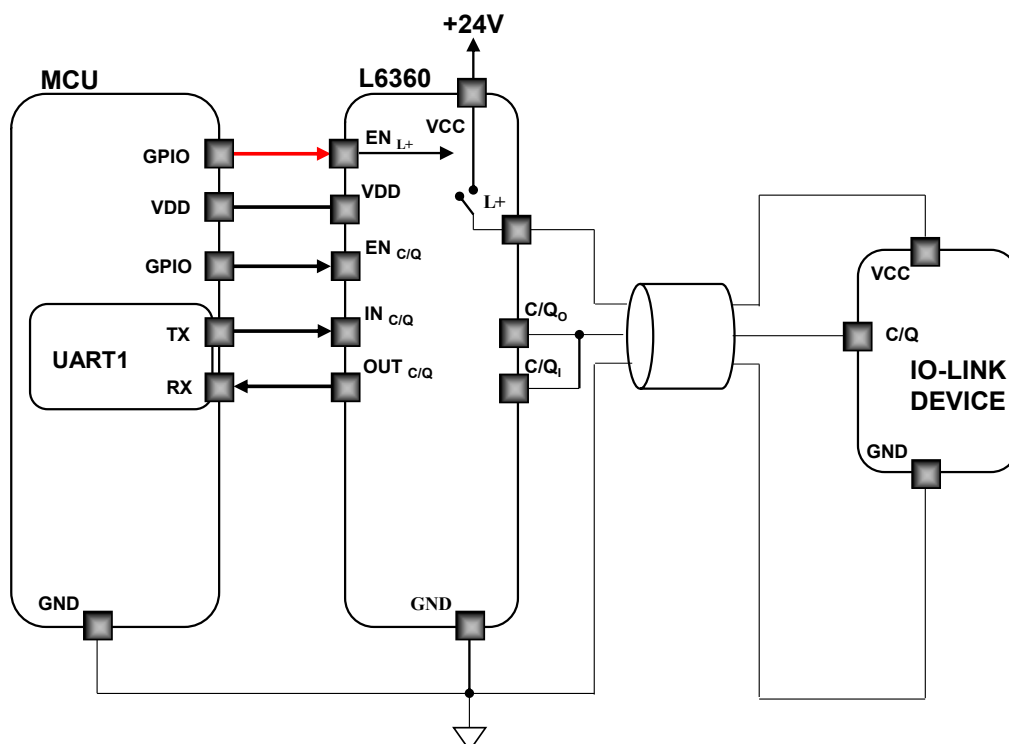 +24V
MCU
L6360
VCC
GPIO
EN L+
VDD
VDD
L+
GPIO
EN C/Q
VCC
UART1
TX
IN C/Q
C/QO
C/Q
RX
OUT C/Q
C/QI
IO-LINK
DEVICE
GND
GND
GND